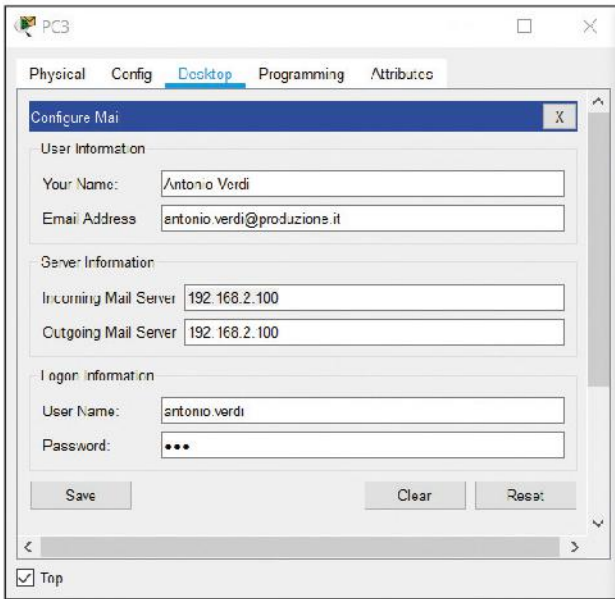 PC3
Physical Config Desktop Programming Attributes
Configure Mai
X
User Information
Your Name: Antonio Verdi
Email Address antonio.verdi@produzione.it
Server Information
Incoming Mail Server 192.168.2.100
Outgoing Mail Server 192.168.2.100
Logon Information
User Name: antonio.verdi
Password: •••
Save Clear Reset
Top